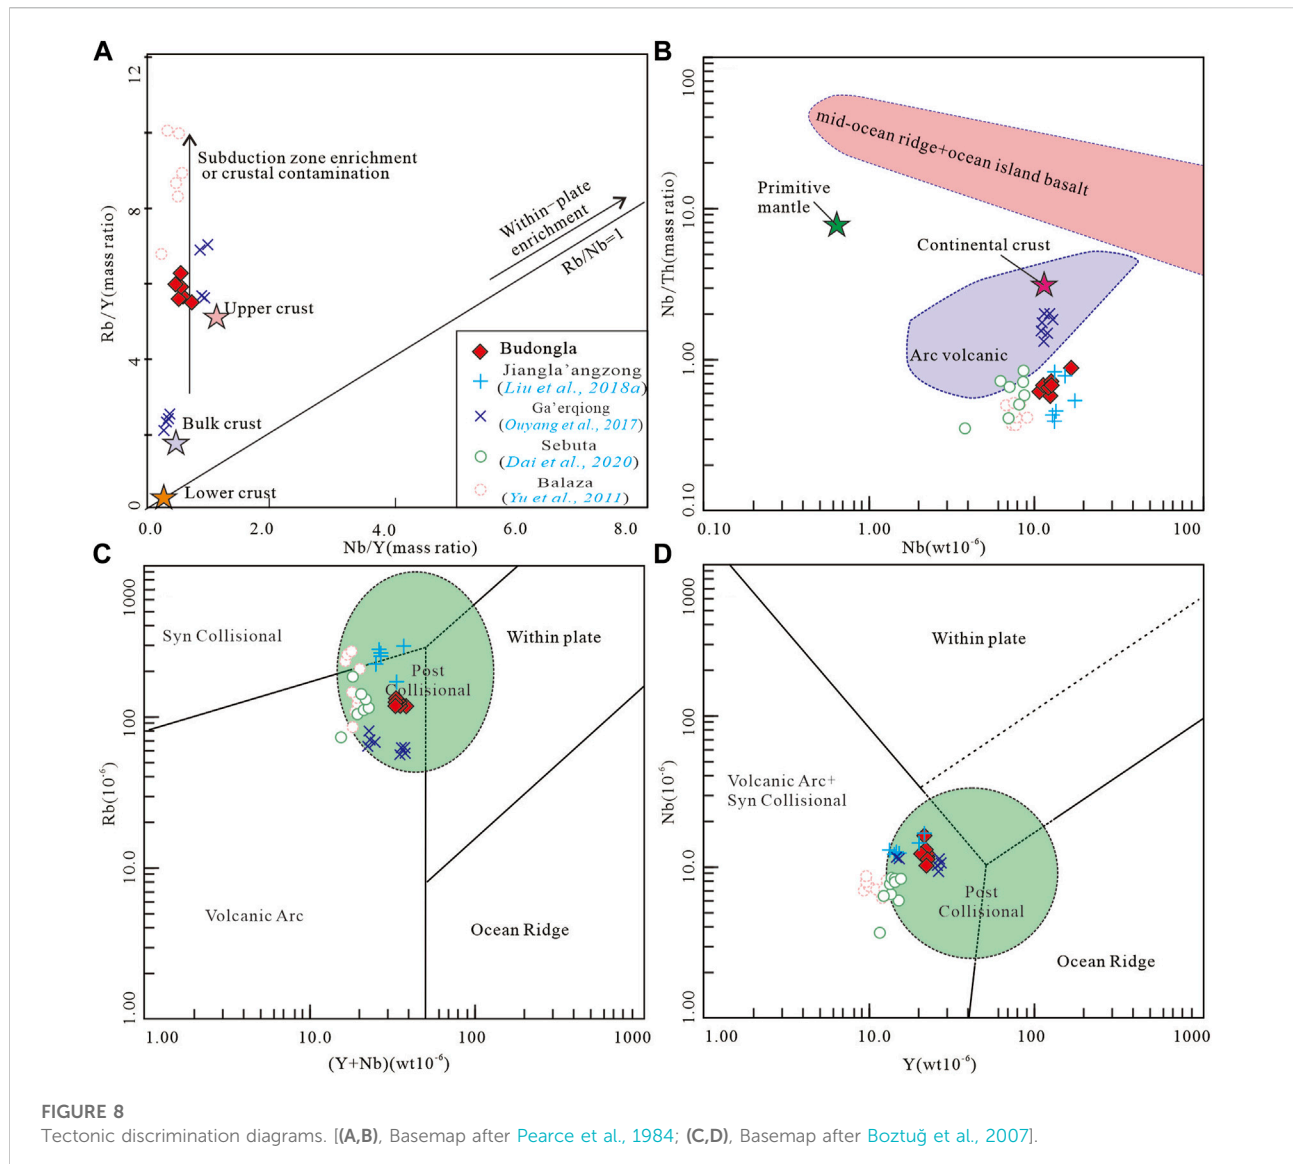 A
12
8
4
0
Rb/Y(mass ratio)
Subduction zone enrichment
or crustal contamination
Within-plate
enrichment
Rb/Nb=1
Upper crust
Bulk crust
Lower crust
Budongla
Jiangla'angzong
(Liu et al., 2018a)
Ga'erqiong
(Ouyang et al., 2017)
Sebuta
(Dai et al., 2020)
Balaza
(Yu et al., 2011)
0.0
2.0
4.0
6.0
8.0
Nb/Y(mass ratio)
B
100
10.0
1.00
0.10
Nb/Th(mass ratio)
mid-ocean ridge+ocean island basalt
Primitive
mantle
Continental crust
Arc volcanic
0.10
1.00
10.0
100
Nb(wt10-6)
C
1000
100
10.0
1.00
Rb(10-6)
Syn Collisional
Within plate
Post
Collisional
Volcanic Arc
Ocean Ridge
1.00
10.0
100
1000
(Y+Nb)(wt10-6)
D
1000
100
10.0
1.00
Nb(10-6)
Within plate
Volcanic Arc+
Syn Collisional
Post
Collisional
Ocean Ridge
1.00
10.0
100
1000
Y(wt10-6)
FIGURE 8
Tectonic discrimination diagrams. [(A,B), Basemap after Pearce et al., 1984; (C,D), Basemap after Boztuğ et al., 2007].